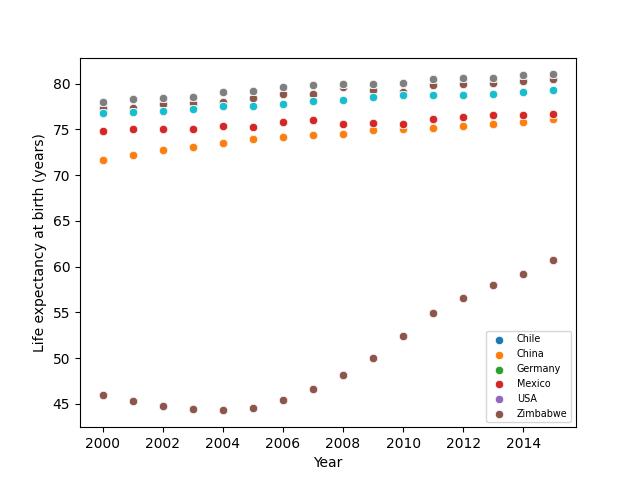 80
75
70
65
60
55
50
45
Life expectancy at birth (years)
Chile
China
Germany
Mexico
USA
Zimbabwe
2000 2002 2004 2006 2008 2010 2012 2014
Year